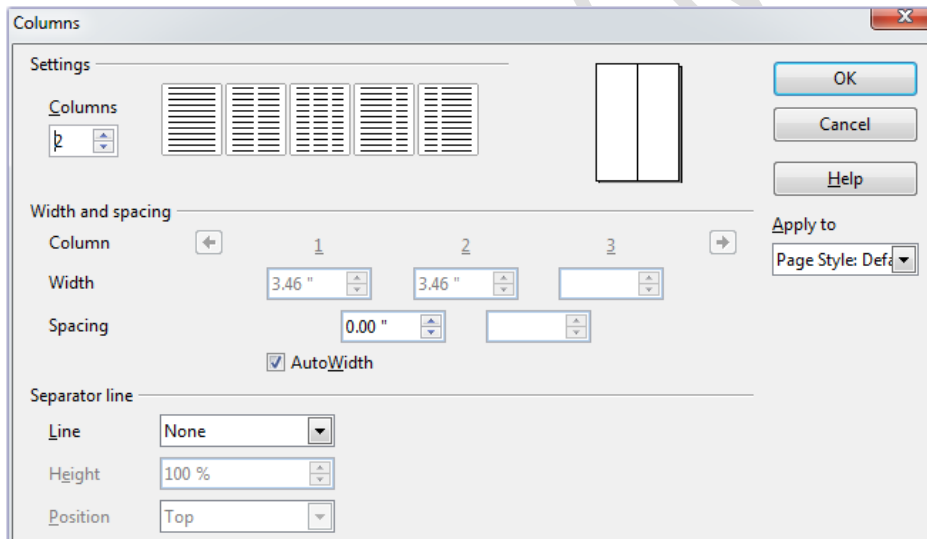 Columns
Settings
Columns
2
OK
Cancel
Help
Width and spacing
Apply to
Page Style: Defa
Column 1 2 3
Width 3.46 " 3.46 "
Spacing 0.00 "
AutoWidth
Separator line
Line None
Height 100 %
Position Top